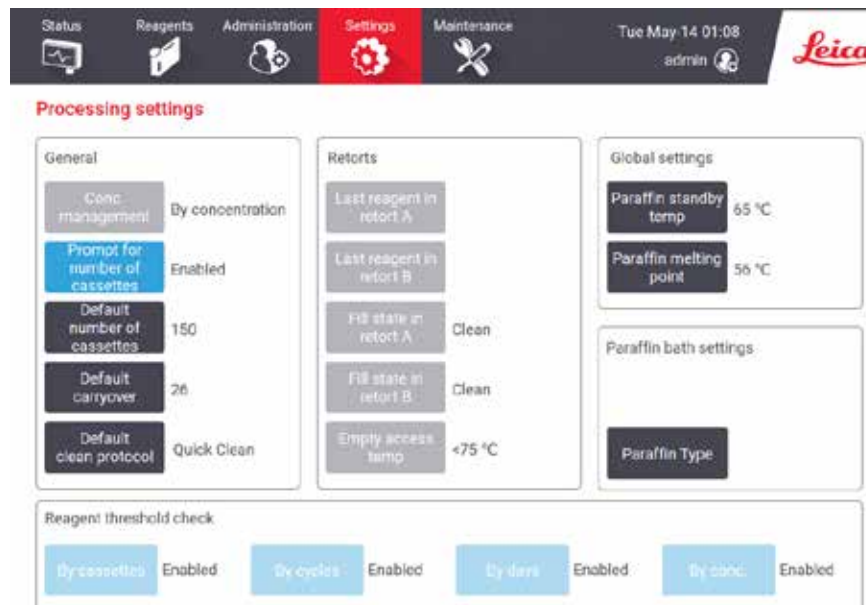 Status Reagents Administration Settings Maintenance Tue May 14 01:08
admin Leica
Processing settings
General
Conc. management By concentration
Prompt for number of cassettes Enabled
Default number of cassettes 150
Default carryover 26
Default clean protocol Quick Clean
Retorts
Last reagent in retort A
Last reagent in retort B
Fill state in retort A Clean
Fill state in retort B Clean
Empty access temp <75 °C
Global settings
Paraffin standby temp 65 °C
Paraffin melting point 56 °C
Paraffin bath settings
Paraffin Type
Reagent threshold check
By cassettes Enabled By cycles Enabled By days Enabled By conc. Enabled